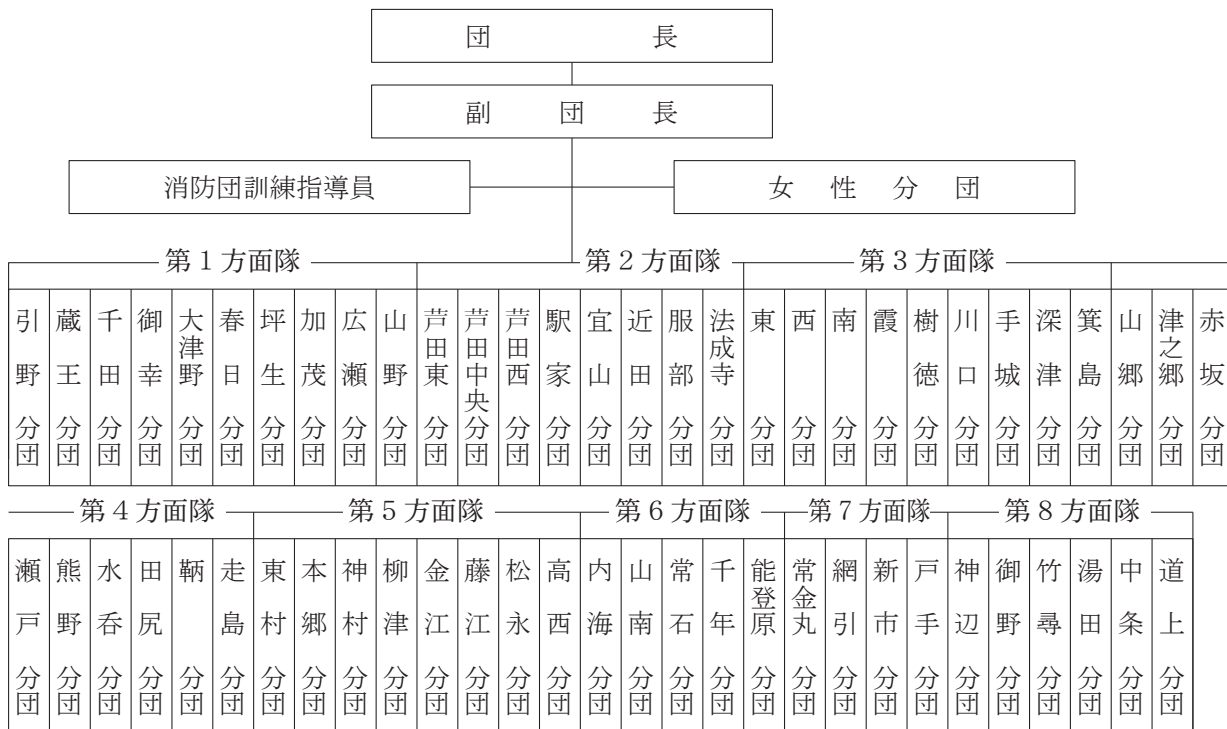 団長
副団長
消防団訓練指導員
女性分団
第1方面隊
第2方面隊
第3方面隊
引野分団
蔵王分団
千田分団
御幸分団
大津野分団
春日分団
坪生分団
加茂分団
広瀬分団
山野分団
芦田東分団
芦田中央分団
芦田西分団
駅家分団
宜山分団
近田分団
服部分団
法成寺分団
東分団
西分団
南分団
霞分団
樹徳分団
川口分団
手城分団
深津分団
箕島分団
山郷分団
津之郷分団
赤坂分団
第4方面隊
第5方面隊
第6方面隊
第7方面隊
第8方面隊
瀬戸分団
熊野分団
水呑分団
田尻分団
鞆分団
走島分団
東村分団
本郷分団
神村分団
柳津分団
金江分団
藤江分団
松永分団
高西分団
内海分団
山南分団
常石分団
千年分団
能登原分団
常金丸分団
網引分団
新市分団
戸手分団
神辺分団
御野分団
竹尋分団
湯田分団
中条分団
道上分団